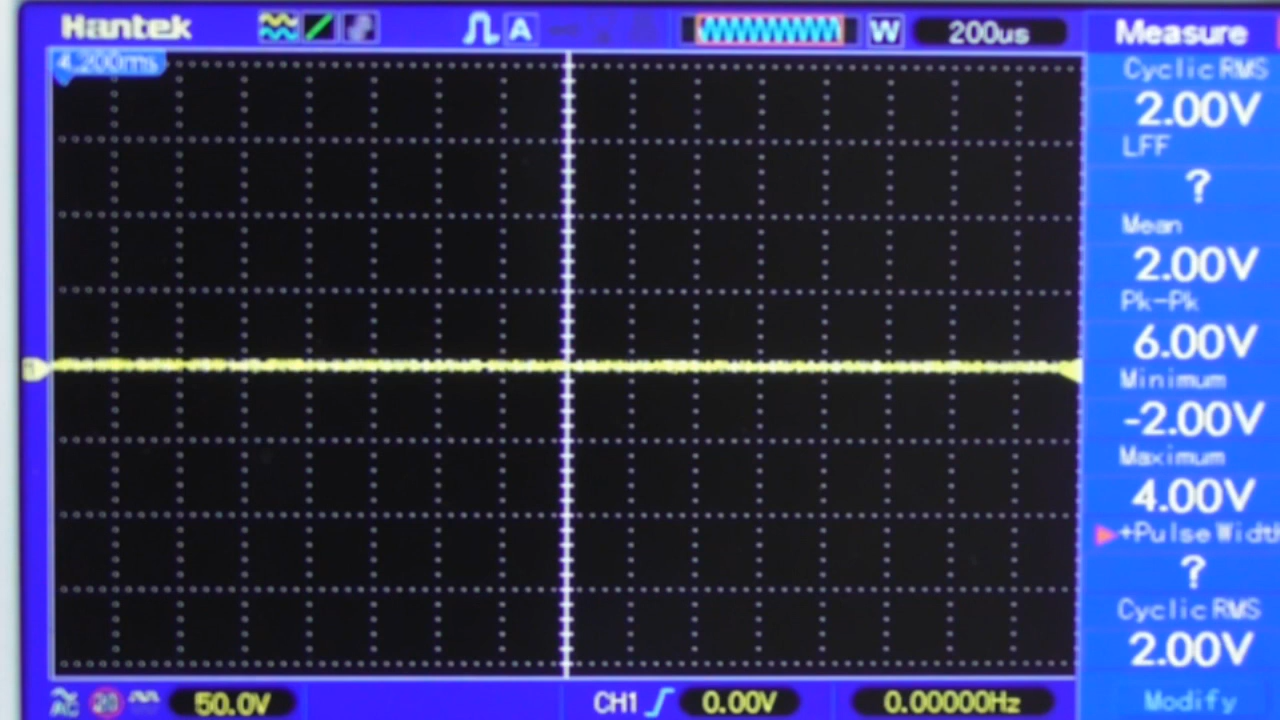 Hantek A W 200us Measure
4.200ms
Cyclic RMS
2.00V
LFF
?
Mean
2.00V
Pk-Pk
6.00V
Minimum
-2.00V
Maximum
4.00V
+Pulse Width
?
Cyclic RMS
2.00V
AC 20 50.0V CH1 0.00V 0.00000Hz Modify